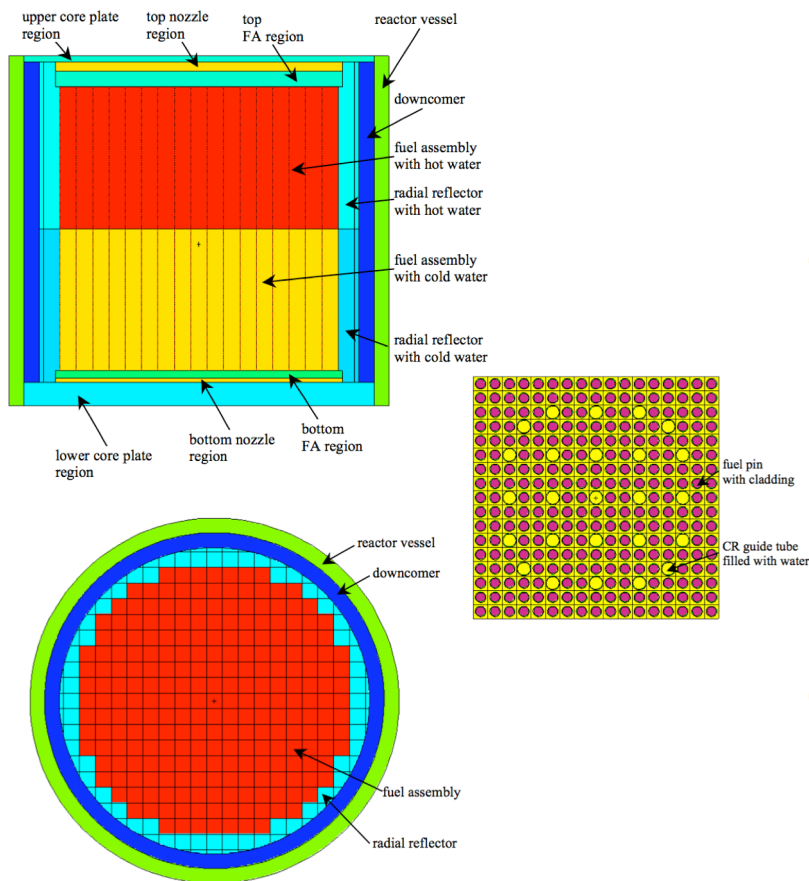 upper core plate
region
top nozzle
region
top
FA region
reactor vessel
downcomer
fuel assembly
with hot water
radial reflector
with hot water
fuel assembly
with cold water
radial reflector
with cold water
lower core plate
region
bottom nozzle
region
bottom
FA region
fuel pin
with cladding
CR guide tube
filled with water
reactor vessel
downcomer
fuel assembly
radial reflector